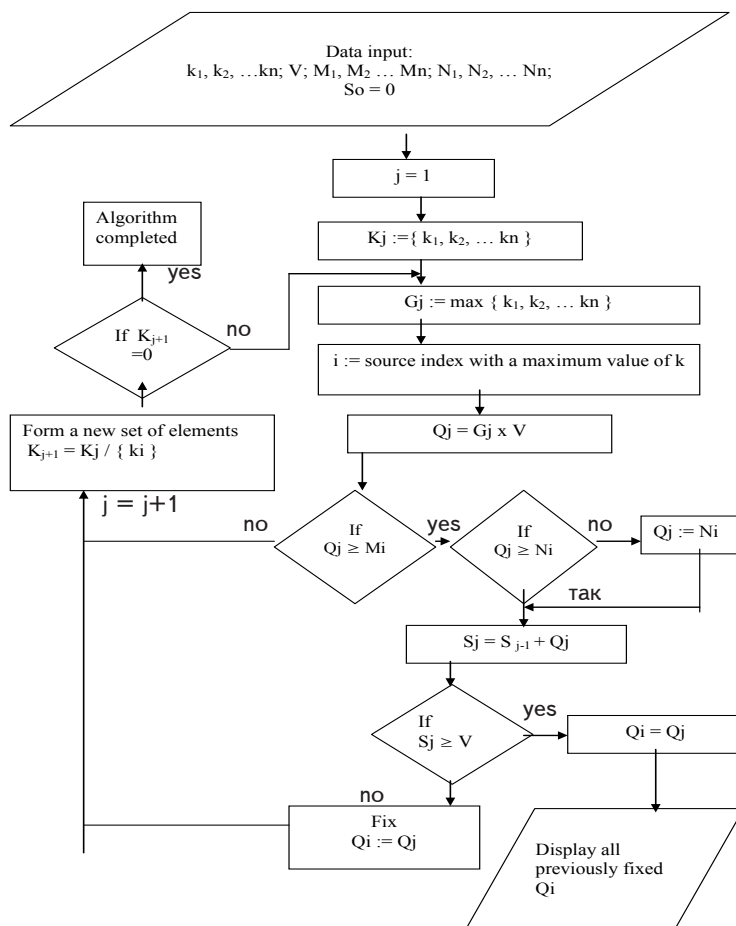 Data input:
k₁, k₂, …kn; V; M₁, M₂ … Mn; N₁, N₂, … Nn;
So = 0
j = 1
Kj :={ k₁, k₂, … kn }
Gj := max { k₁, k₂, … kn }
i := source index with a maximum value of k
Qj = Gj x V
If
Qj ≥ Mi
yes
no
If
Qj ≥ Ni
no
Qj := Ni
так
Sj = S j-1 + Qj
If
Sj ≥ V
yes
Qi = Qj
Display all
previously fixed
Qi
no
Fix
Qi := Qj
j = j+1
Form a new set of elements
Kj+1 = Kj / { ki }
If Kj+1
=0
no
yes
Algorithm
completed